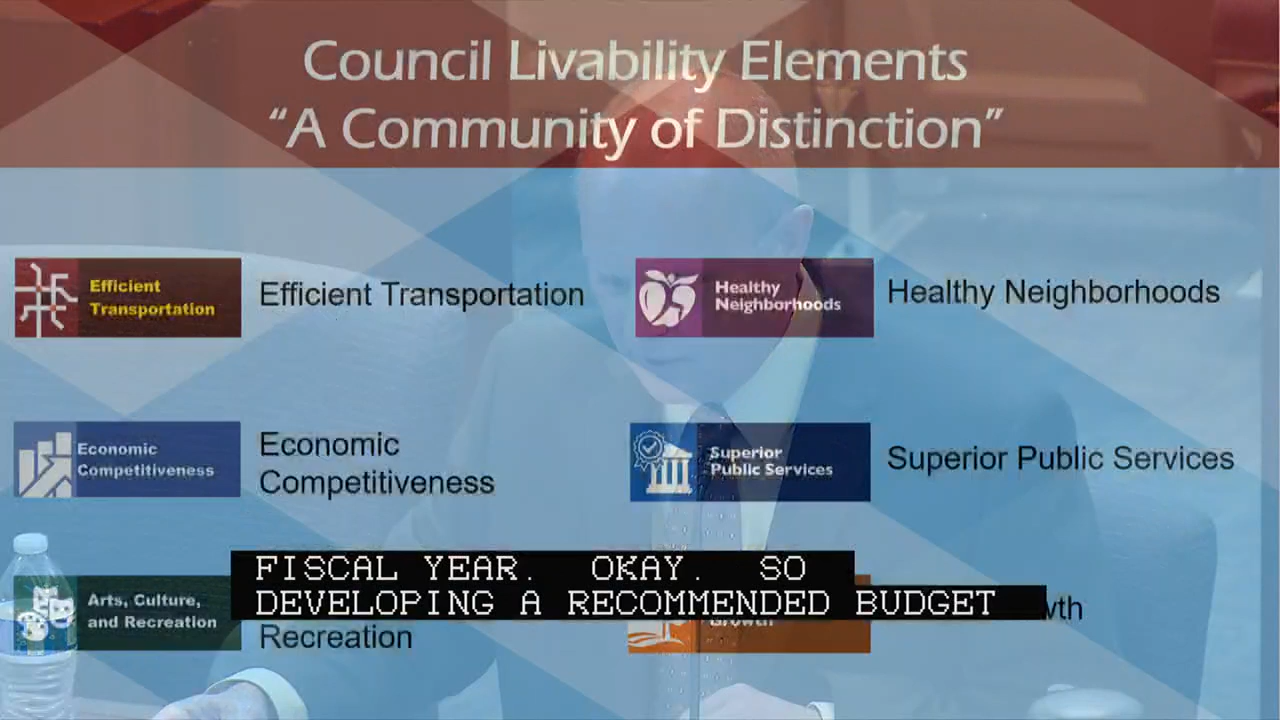 Council Livability Elements
“A Community of Distinction”
Efficient
Transportation
Efficient Transportation
Healthy
Neighborhoods
Healthy Neighborhoods
Economic
Competitiveness
Economic
Competitiveness
Superior
Public Services
Superior Public Services
Arts, Culture,
and Recreation
Recreation
Growth
FISCAL YEAR. OKAY. SO
DEVELOPING A RECOMMENDED BUDGET